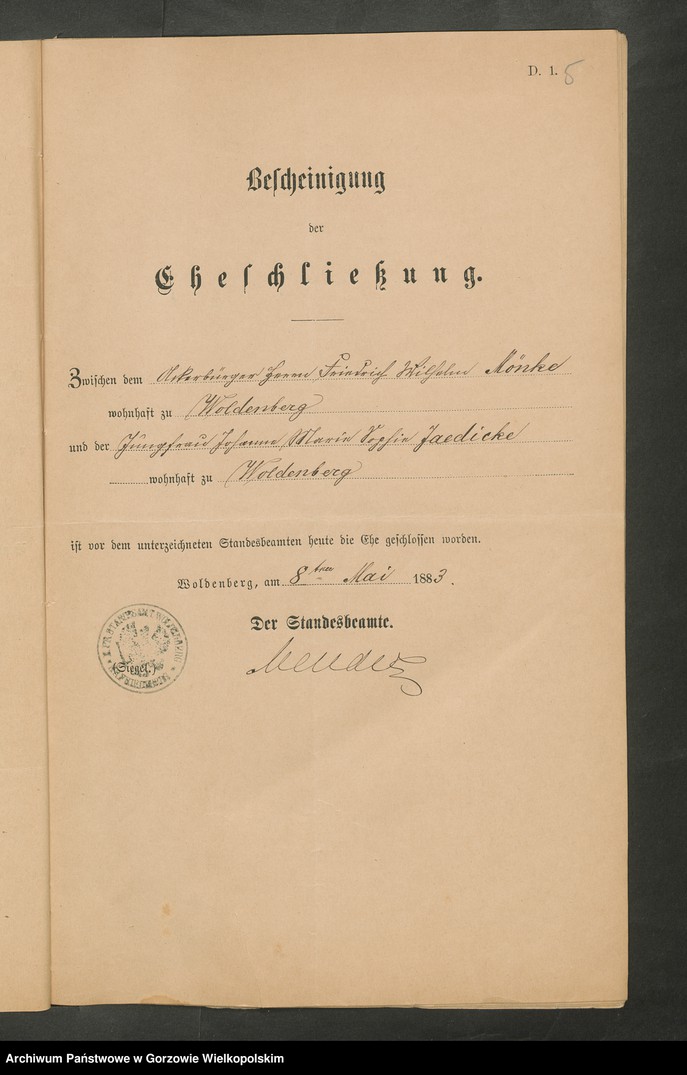 D. 1. 5
Bescheinigung
der
Eheschließung.
Zwischen dem Ackerbürger Herrn Friedrich Wilhelm Mönke
wohnhaft zu Woldenberg
und der Jungfrau Johanne Marie Sophie Jaedicke
wohnhaft zu Woldenberg
ist vor dem unterzeichneten Standesbeamten heute die Ehe geschlossen worden.
Woldenberg, am 8ten Mai 1883.
Der Standesbeamte.
(Siegel.)
Archiwum Państwowe w Gorzowie Wielkopolskim